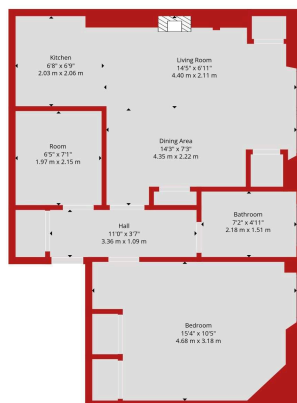 Kitchen
6'8" x 6'9"
2.03 m x 2.06 m
Living Room
14'5" x 6'11"
4.40 m x 2.11 m
Room
6'5" x 7'1"
1.97 m x 2.15 m
Dining Area
14'3" x 7'3"
4.35 m x 2.22 m
Hall
11'0" x 3'7"
3.36 m x 1.09 m
Bathroom
7'2" x 4'11"
2.18 m x 1.51 m
Bedroom
15'4" x 10'5"
4.68 m x 3.18 m